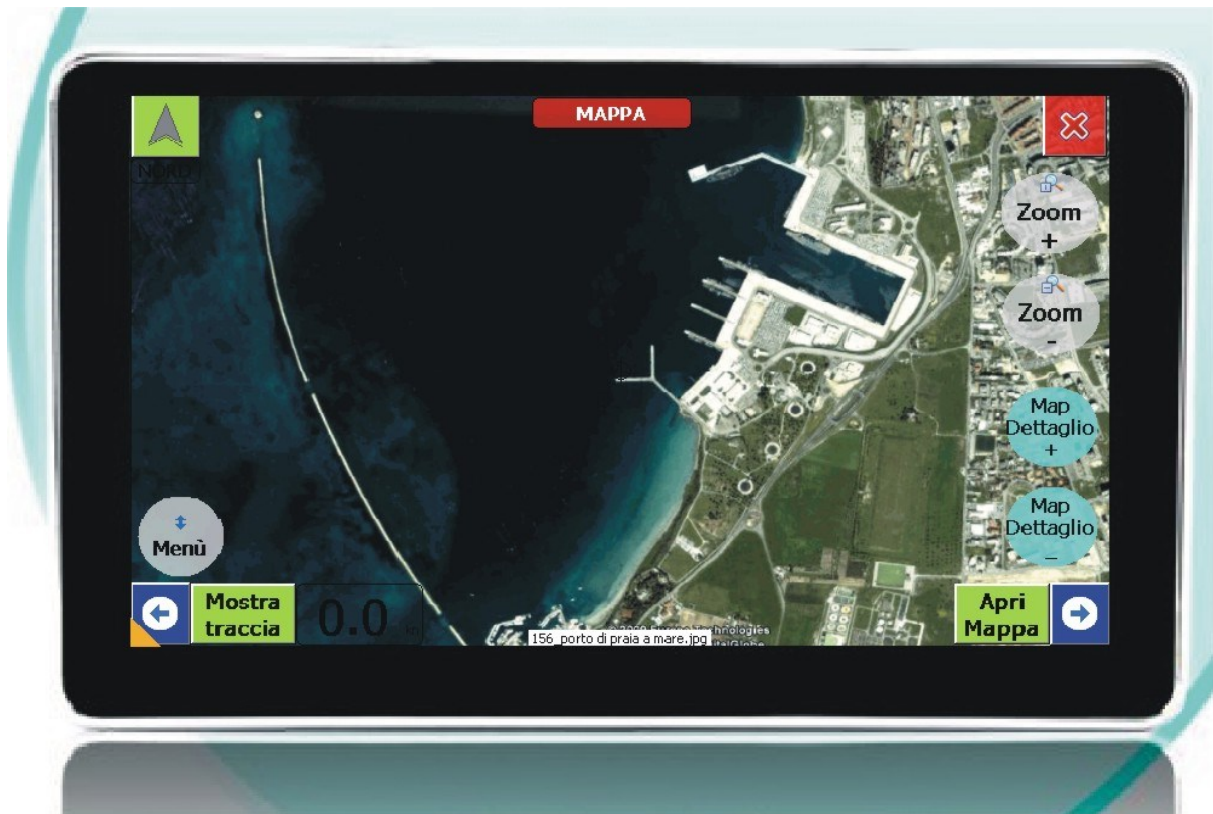 MAPPA
NORD
Zoom
+
Zoom
-
Map
Dettaglio
+
Map
Dettaglio
-
Menù
Mostra
traccia
0.0
km
Apri
Mappa
156_porto di praia a mare.jpg